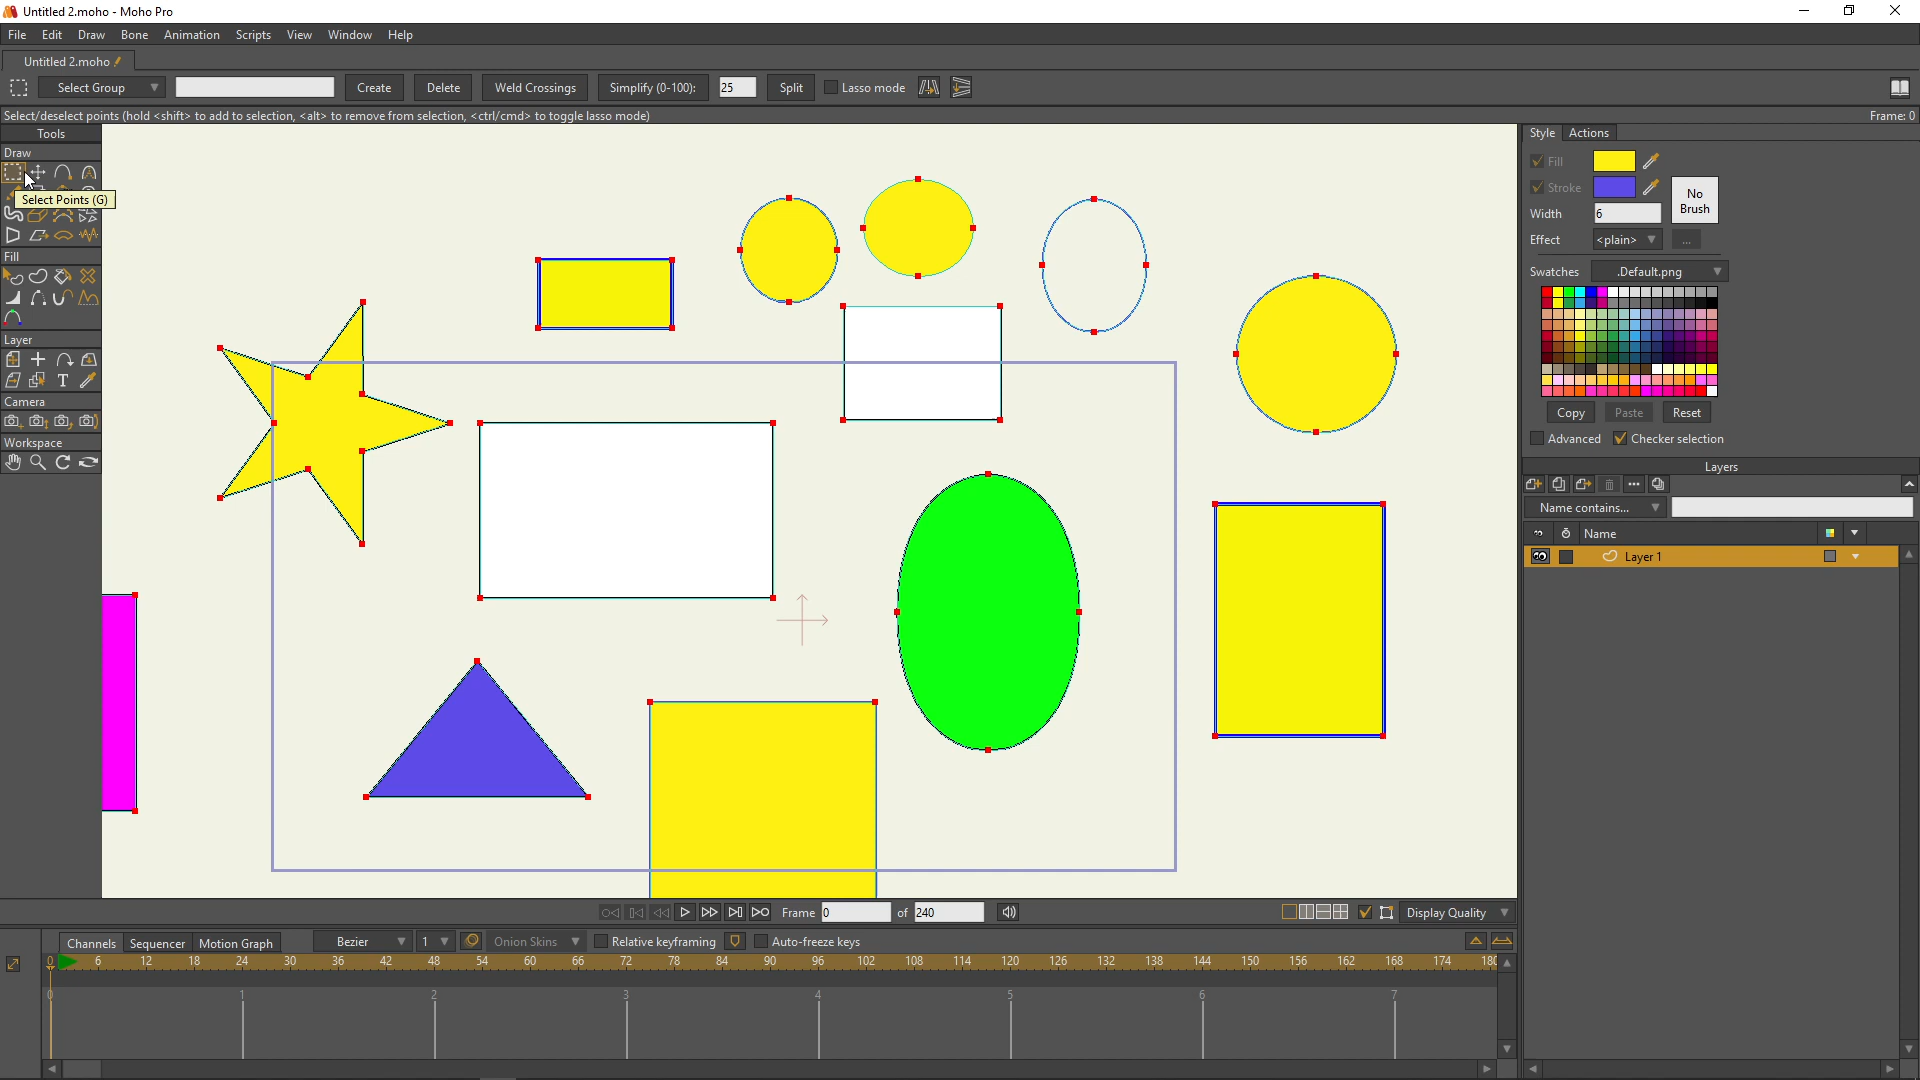 Untitled 2.moho - Moho Pro
File Edit Draw Bone Animation Scripts View Window Help
Untitled 2.moho
Select Group Create Delete Weld Crossings Simplify (0-100): 25 Split Lasso mode
Select/deselect points (hold <shift> to add to selection, <alt> to remove from selection, <ctrl/cmd> to toggle lasso mode) Frame: 0
Tools
Draw
Select Points (G)
Fill
Layer
Camera
Workspace
Style Actions
Fill
Stroke
No
Brush
Width 6
Effect <plain> ...
Swatches .Default.png
Copy Paste Reset
Advanced Checker selection
Layers
Name contains...
Name
Layer 1
Frame 0 of 240 Display Quality
Channels Sequencer Motion Graph Bezier 1 Onion Skins Relative keyframing Auto-freeze keys
0 6 12 18 24 30 36 42 48 54 60 66 72 78 84 90 96 102 108 114 120 126 132 138 144 150 156 162 168 174 180
0 1 2 3 4 5 6 7